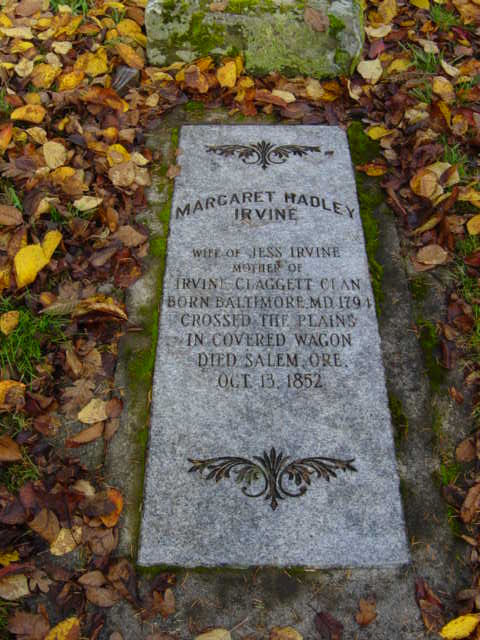 MARGARET HADLEY
IRVINE
WIFE OF JESS IRVINE
MOTHER OF
IRVINE CLAGGETT CLAN
BORN BALTIMORE, MD. 1794
CROSSED THE PLAINS
IN COVERED WAGON
DIED SALEM, ORE.
OCT. 13, 1852